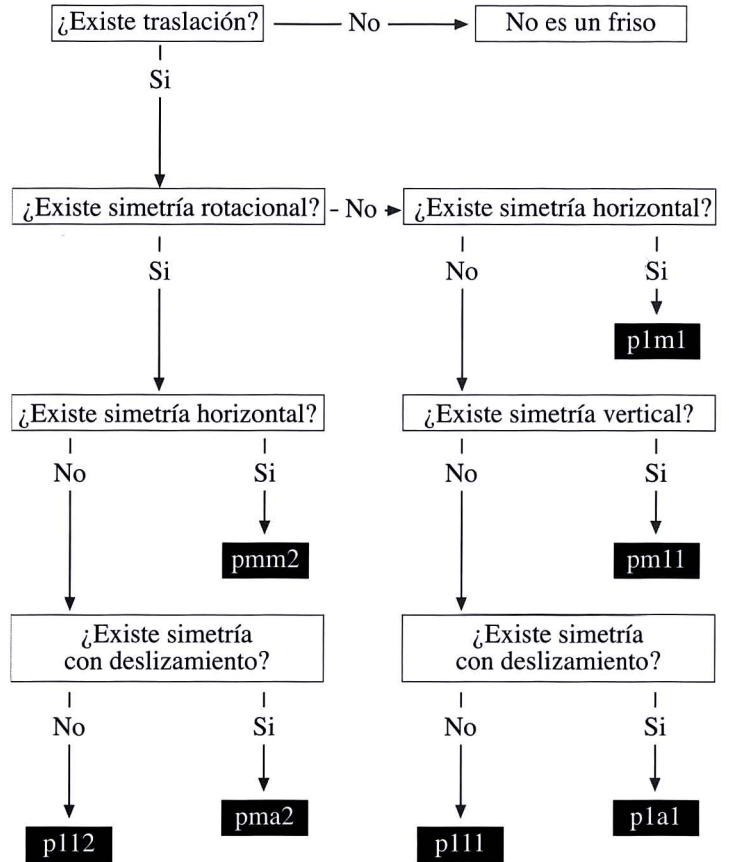 ¿Existe traslación?
No
No es un friso
Si
¿Existe simetría rotacional?
No
¿Existe simetría horizontal?
Si
No
Si
p1m1
¿Existe simetría horizontal?
¿Existe simetría vertical?
No
Si
No
Si
pmm2
pm11
¿Existe simetría
con deslizamiento?
¿Existe simetría
con deslizamiento?
No
Si
No
Si
p112
pma2
p111
p1a1